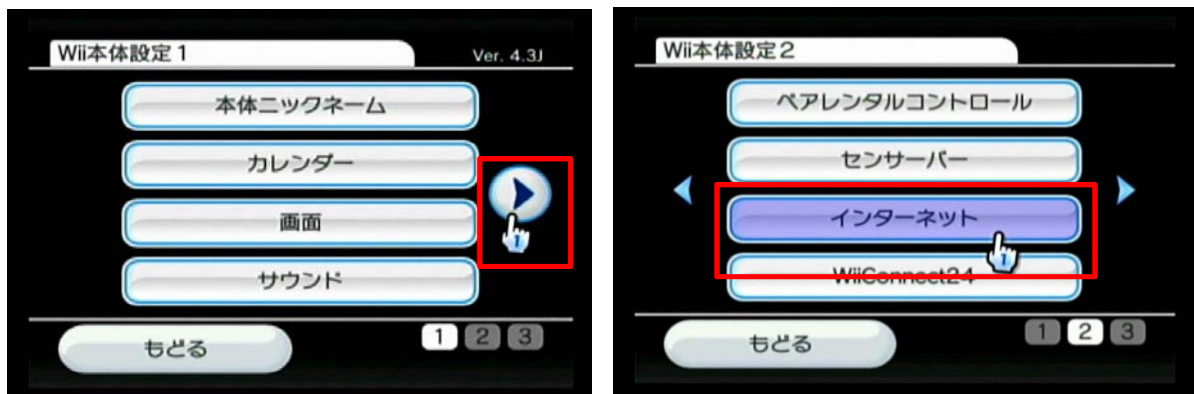 Wii本体設定 1
Ver. 4.3J
本体ニックネーム
カレンダー
画面
サウンド
もどる
1 2 3
Wii本体設定 2
ペアレンタルコントロール
センサーバー
インターネット
WiiConnect24
もどる
1 2 3